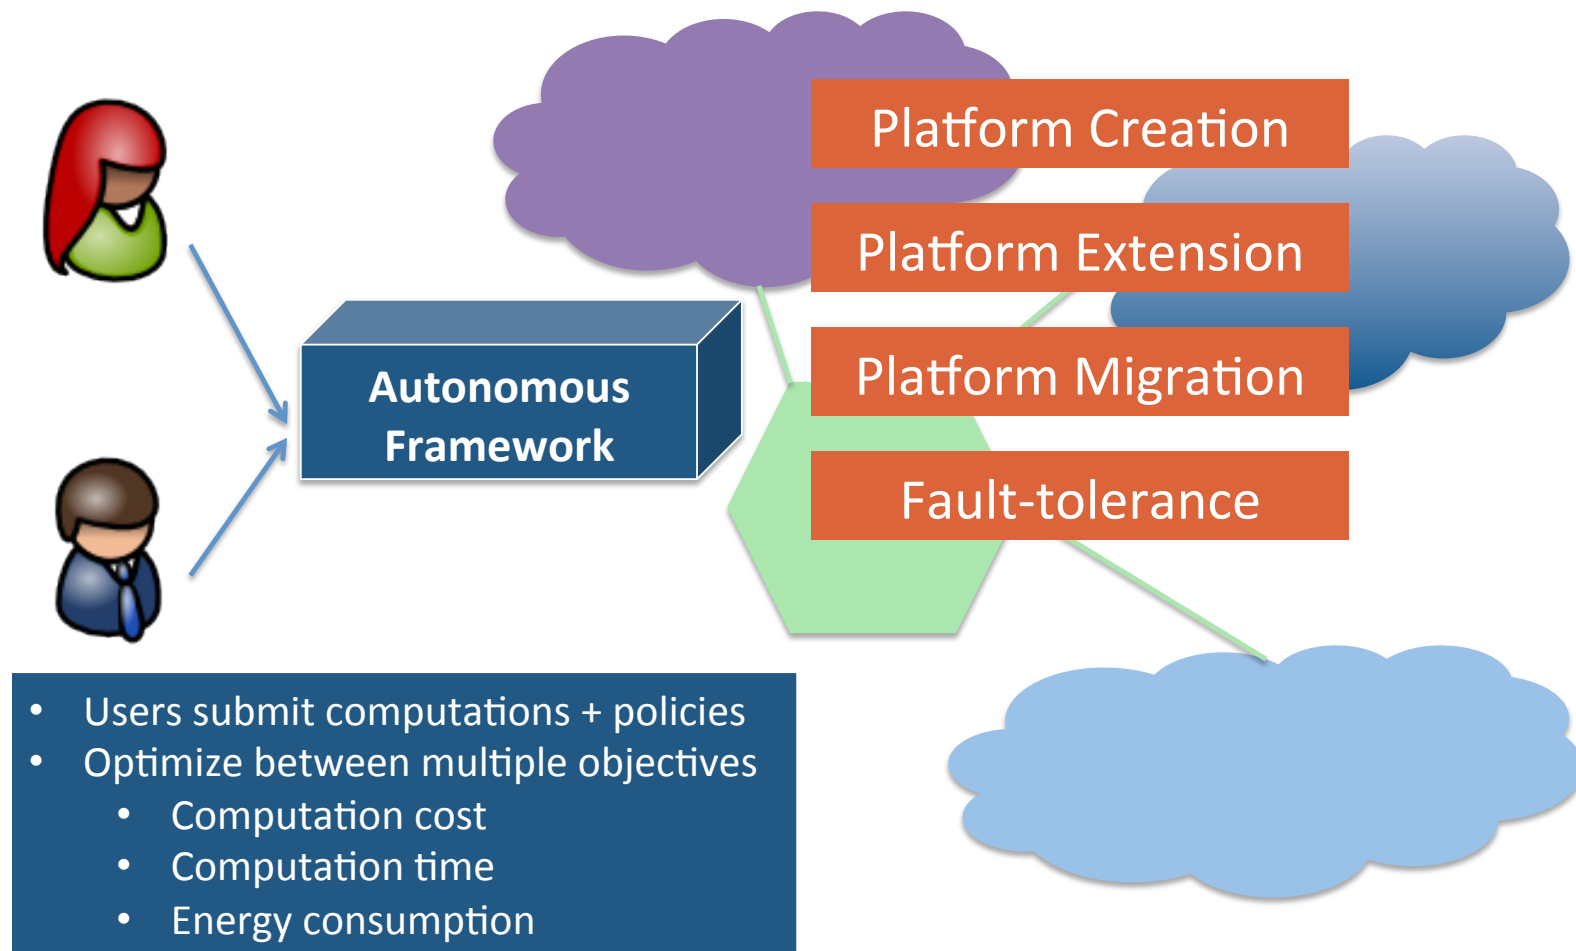 Platform Creation
Platform Extension
Platform Migration
Fault-tolerance
Autonomous
Framework
• Users submit computations + policies
• Optimize between multiple objectives
• Computation cost
• Computation time
• Energy consumption